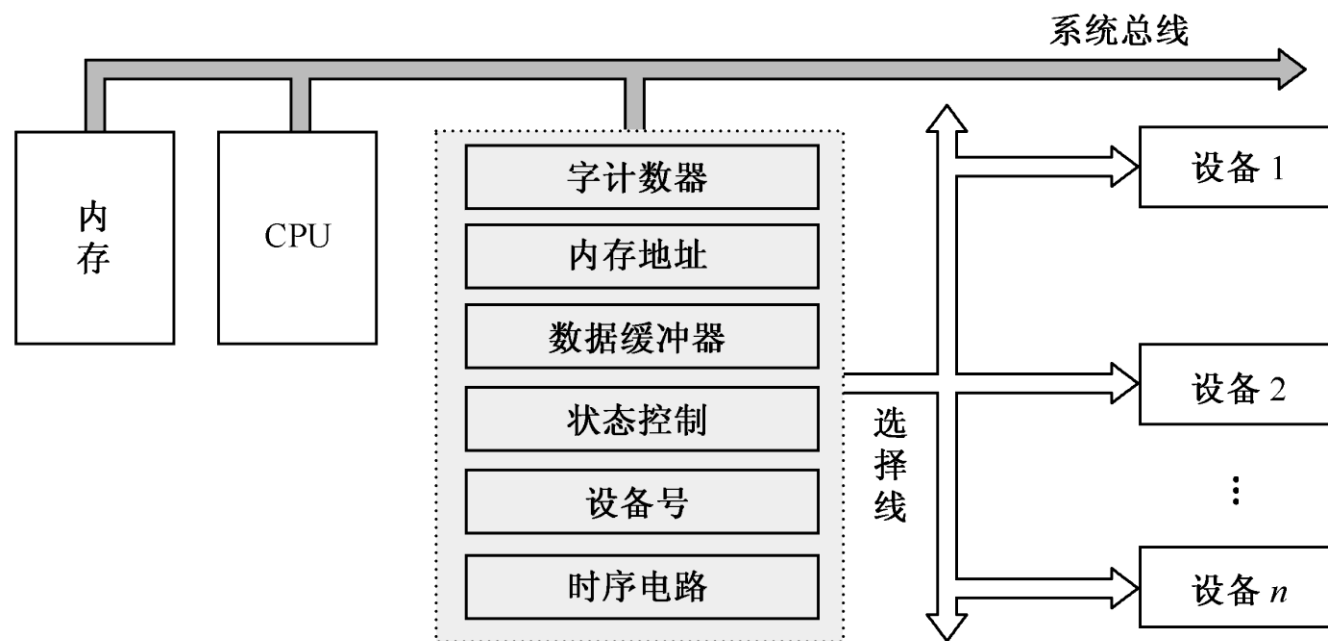 系统总线
内存
CPU
字计数器
内存地址
数据缓冲器
状态控制
设备号
时序电路
选择线
设备 1
设备 2
⋮
设备 n